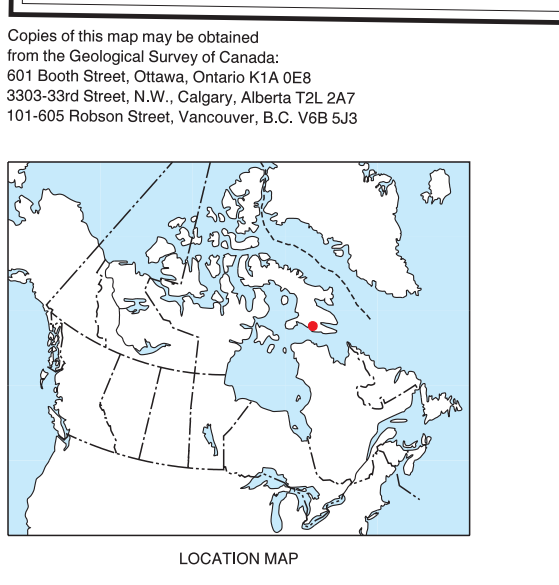 Copies of this map may be obtained
from the Geological Survey of Canada:
601 Booth Street, Ottawa, Ontario K1A 0E8
3303-33rd Street, N.W., Calgary, Alberta T2L 2A7
101-605 Robson Street, Vancouver, B.C. V6B 5J3
LOCATION MAP